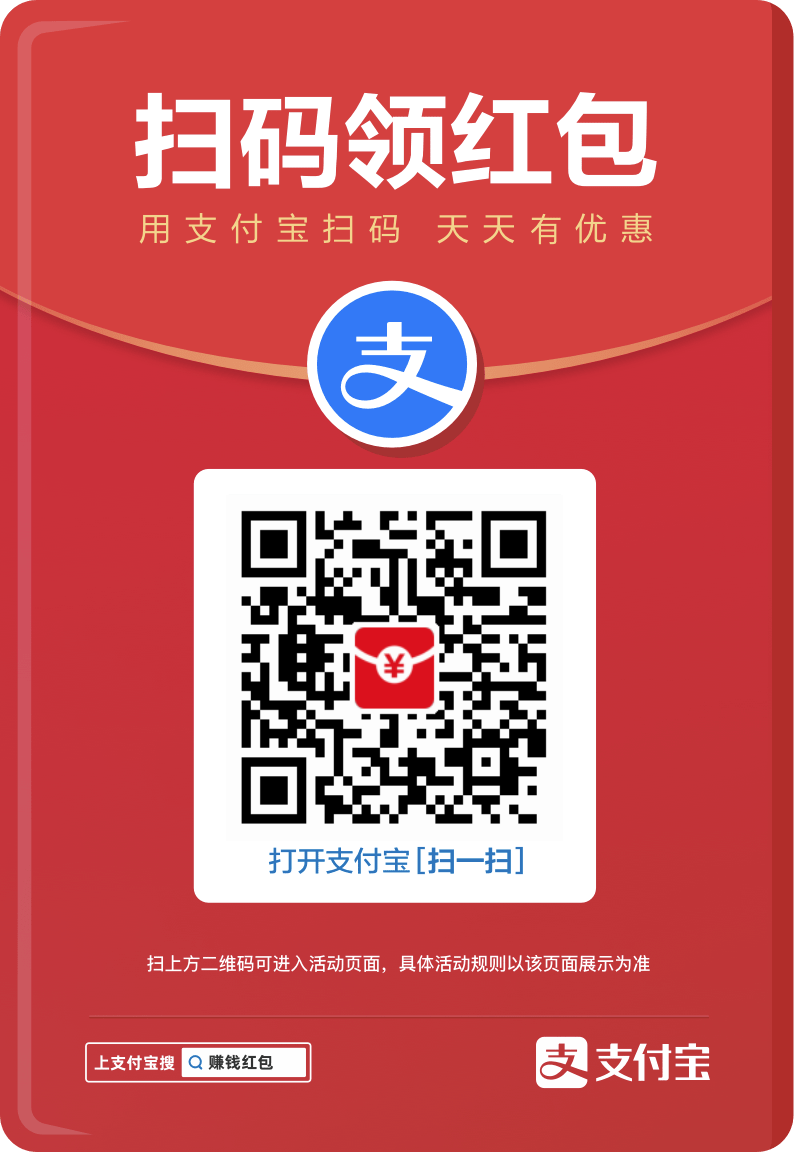 扫码领红包
用支付宝扫码 天天有优惠
支
¥
打开支付宝[扫一扫]
扫上方二维码可进入活动页面，具体活动规则以该页面展示为准
上支付宝搜 赚钱红包
支 支付宝